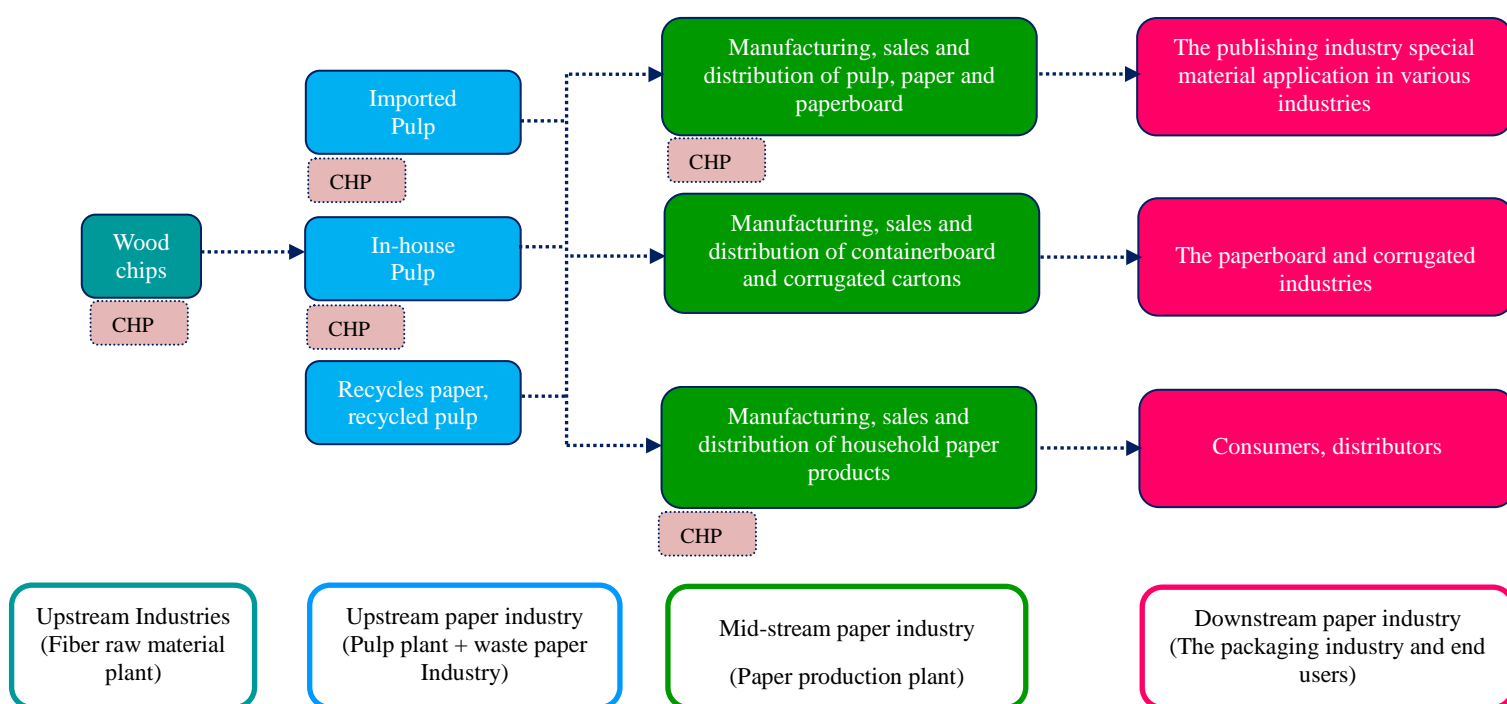 Wood
chips
CHP
Imported
Pulp
CHP
In-house
Pulp
CHP
Recycles paper,
recycled pulp
Manufacturing, sales and
distribution of pulp, paper and
paperboard
CHP
Manufacturing, sales and
distribution of containerboard
and corrugated cartons
Manufacturing, sales and
distribution of household paper
products
CHP
The publishing industry special
material application in various
industries
The paperboard and corrugated
industries
Consumers, distributors
Upstream Industries
(Fiber raw material
plant)
Upstream paper industry
(Pulp plant + waste paper
Industry)
Mid-stream paper industry
(Paper production plant)
Downstream paper industry
(The packaging industry and end
users)